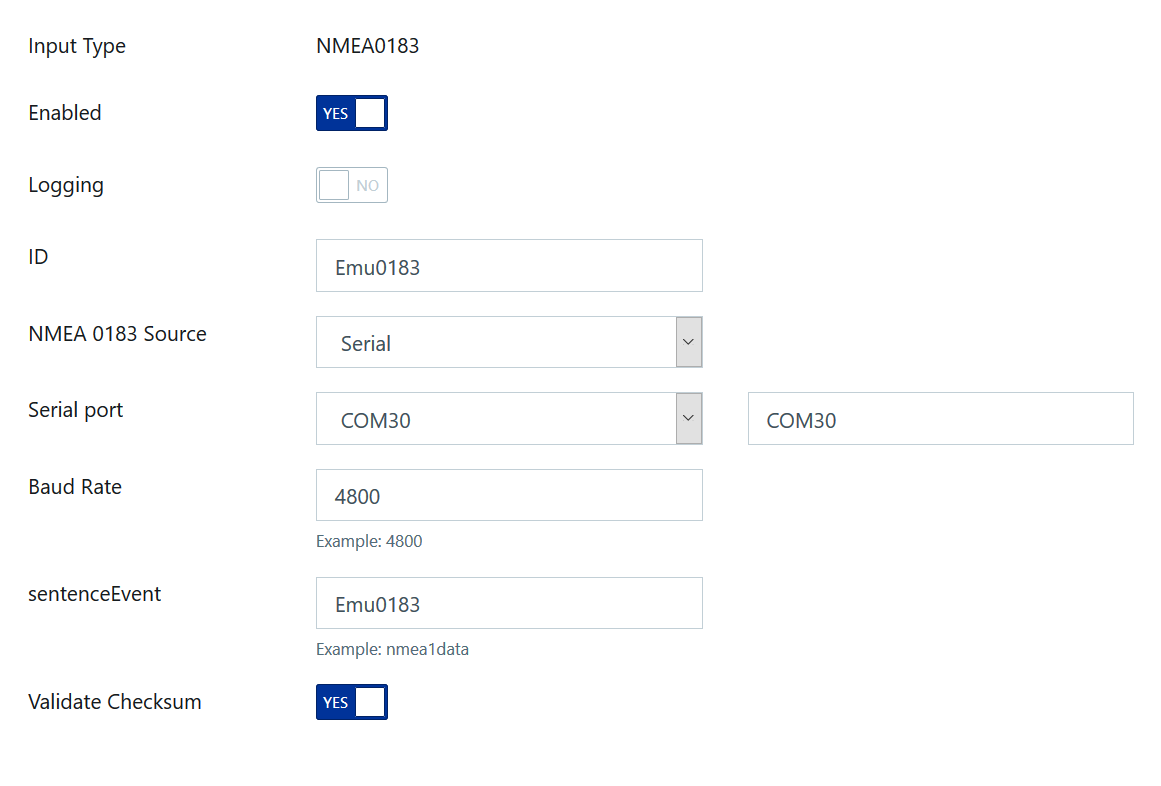 Input Type NMEA0183
Enabled YES
Logging NO
ID Emu0183
NMEA 0183 Source Serial
Serial port COM30 COM30
Baud Rate 4800
Example: 4800
sentenceEvent Emu0183
Example: nmea1data
Validate Checksum YES